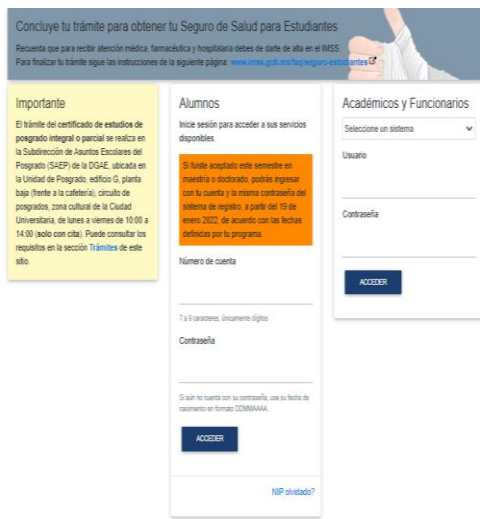 Concluye tu trámite para obtener tu Seguro de Salud para Estudiantes
Recuerda que para recibir atención médica, farmacéutica y hospitalaria debes de darte de alta en el IMSS.
Para finalizar tu trámite sigue las instrucciones de la siguiente página: www.imss.gob.mx/faq/seguro-estudiantes
Importante
El trámite del certificado de estudios de
posgrado integral o parcial se realiza en
la Subdirección de Asuntos Escolares del
Posgrado (SAEP) de la DGAE, ubicada en
la Unidad de Posgrado, edificio G, planta
baja (frente a la cafetería), circuito de
posgrados, zona cultural de la Ciudad
Universitaria, de lunes a viernes de 10:00 a
14:00 (solo con cita). Puede consultar los
requisitos en la sección Trámites de este
sitio.
Alumnos
Inicie sesión para acceder a sus servicios
disponibles.
Si fuiste aceptado este semestre en
maestría o doctorado, podrás ingresar
con tu cuenta y la misma contraseña del
sistema de registro, a partir del 19 de
enero 2022, de acuerdo con las fechas
definidas por tu programa.
Número de cuenta
7 a 9 caracteres, únicamente dígitos.
Contraseña
Si aún no cuenta con su contraseña, use su fecha de
nacimiento en formato DDMMAAAA.
ACCEDER
NIP olvidado?
Académicos y Funcionarios
Seleccione un sistema
Usuario
Contraseña
ACCEDER